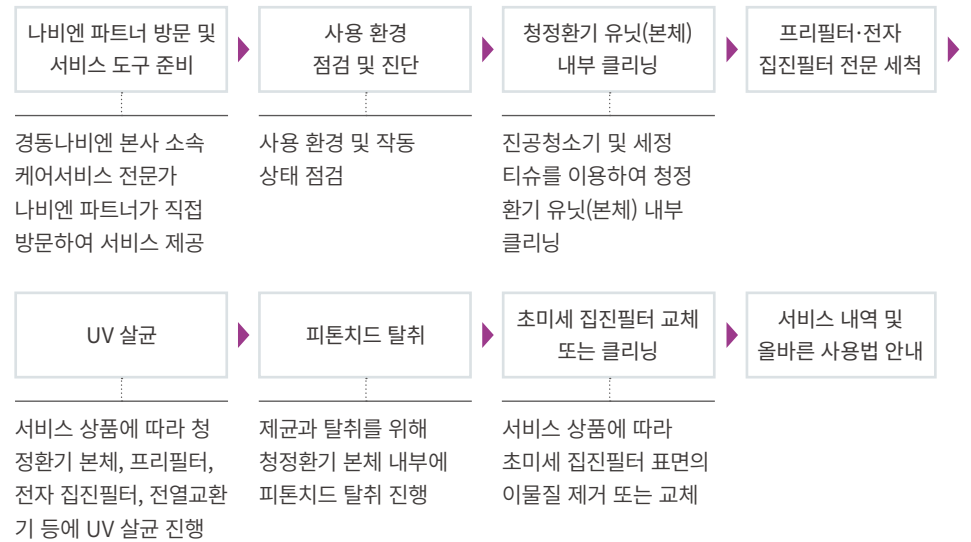 나비엔 파트너 방문 및
서비스 도구 준비
사용 환경
점검 및 진단
청정환기 유닛(본체)
내부 클리닝
프리필터·전자
집진필터 전문 세척
경동나비엔 본사 소속
케어서비스 전문가
나비엔 파트너가 직접
방문하여 서비스 제공
사용 환경 및 작동
상태 점검
진공청소기 및 세정
티슈를 이용하여 청정
환기 유닛(본체) 내부
클리닝
UV 살균
피톤치드 탈취
초미세 집진필터 교체
또는 클리닝
서비스 내역 및
올바른 사용법 안내
서비스 상품에 따라 청
정환기 본체, 프리필터,
전자 집진필터, 전열교환
기 등에 UV 살균 진행
제균과 탈취를 위해
청정환기 본체 내부에
피톤치드 탈취 진행
서비스 상품에 따라
초미세 집진필터 표면의
이물질 제거 또는 교체